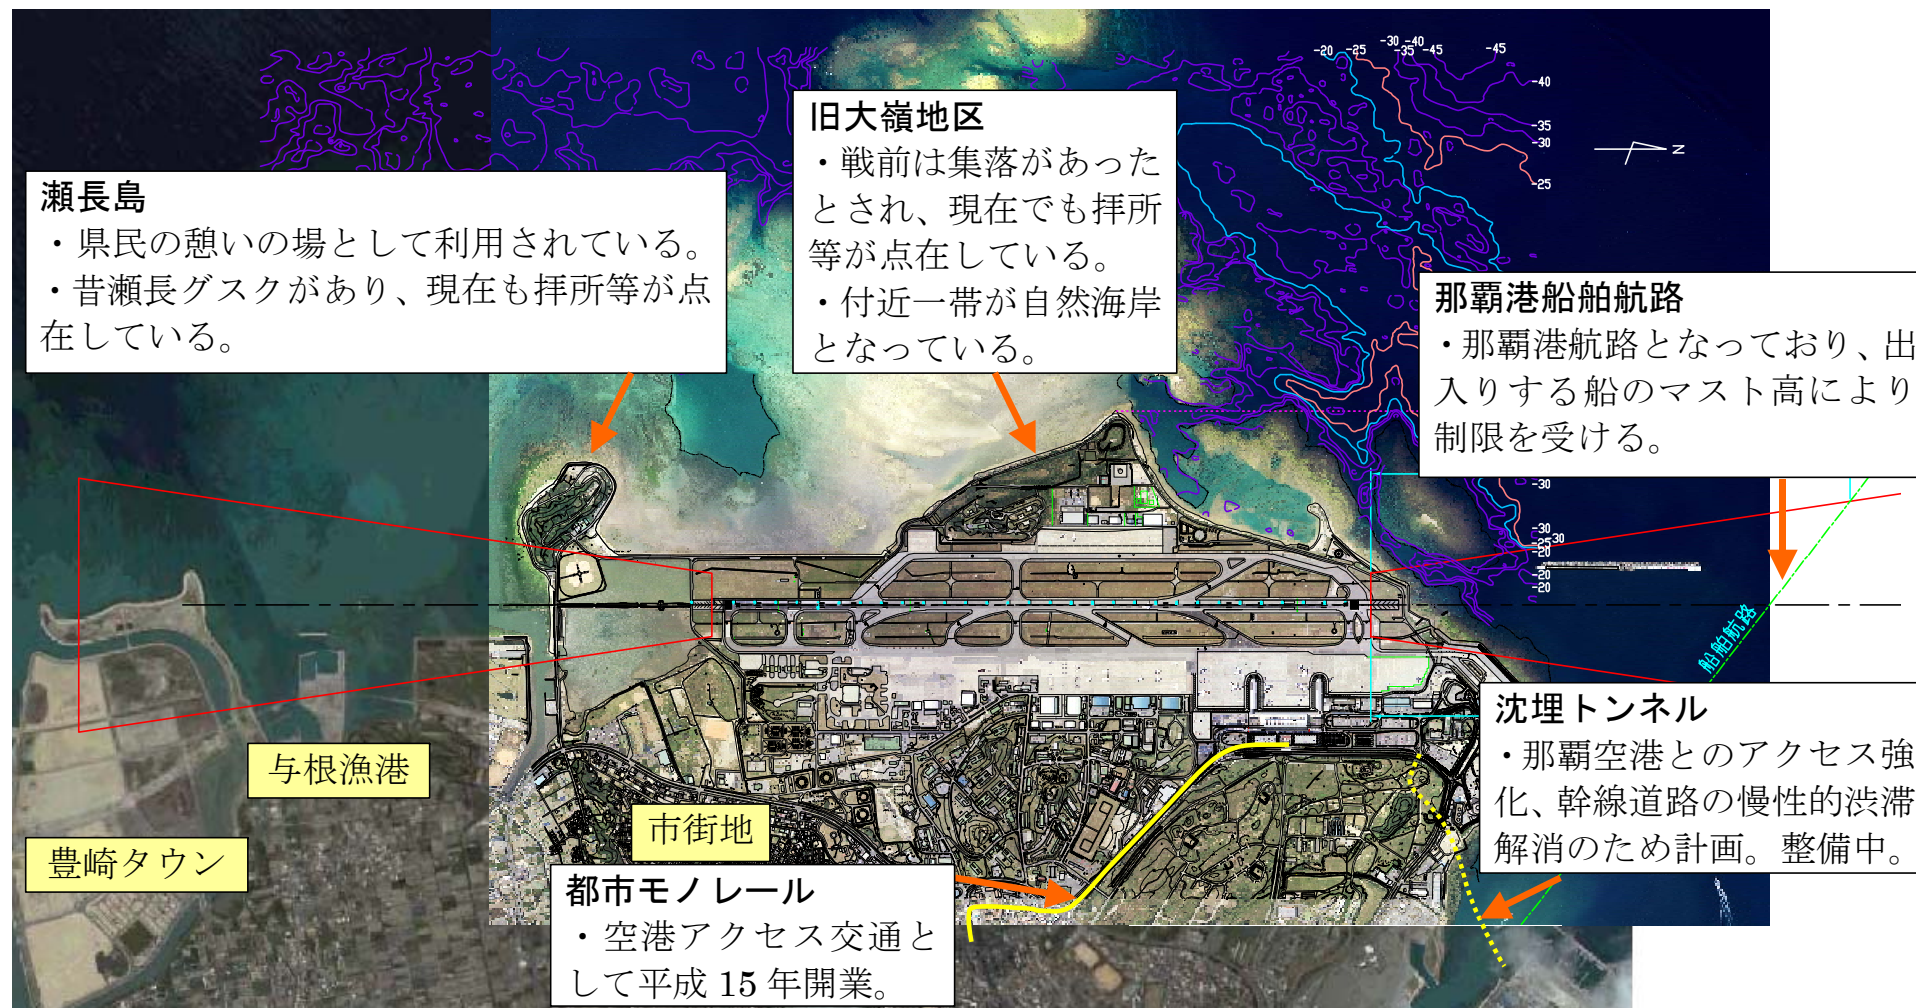 -20 -25 -30 -35 -40 -45 -45
-40
-35
-30
-25
N
瀬長島
・県民の憩いの場として利用されている。
・昔瀬長グスクがあり、現在も拝所等が点
在している。
旧大嶺地区
・戦前は集落があった
とされ、現在でも拝所
等が点在している。
・付近一帯が自然海岸
となっている。
那覇港船舶航路
・那覇港航路となっており、出
入りする船のマスト高により
制限を受ける。
-30
-30
-25
-30
-20
-20
-20
船舶航路
沈埋トンネル
・那覇空港とのアクセス強
化、幹線道路の慢性的渋滞
解消のため計画。整備中。
与根漁港
市街地
豊崎タウン
都市モノレール
・空港アクセス交通と
して平成 15 年開業。